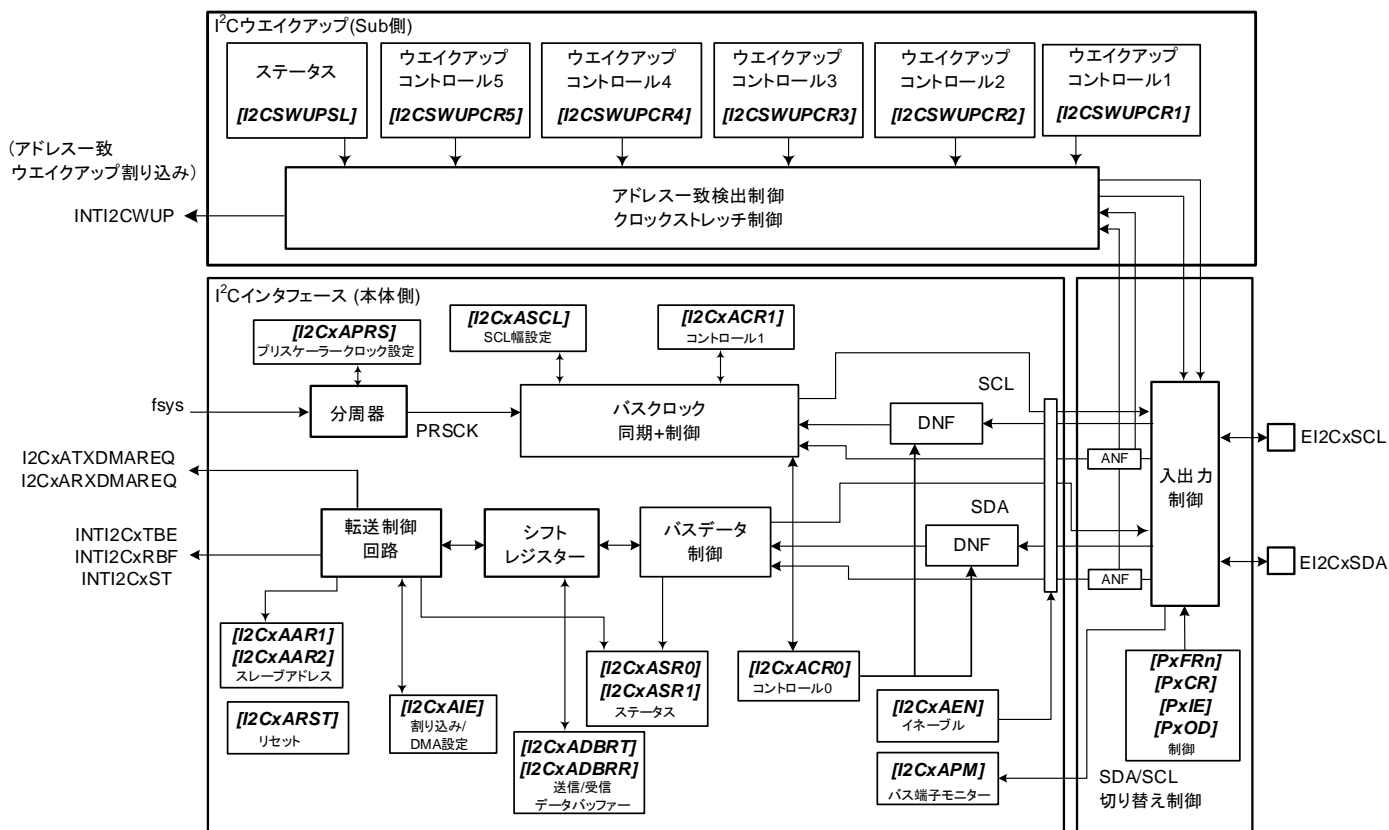 I²Cウエイクアップ(Sub側)
ステータス
[I2CSWUPSL]
ウエイクアップ
コントロール5
[I2CSWUPCR5]
ウエイクアップ
コントロール4
[I2CSWUPCR4]
ウエイクアップ
コントロール3
[I2CSWUPCR3]
ウエイクアップ
コントロール2
[I2CSWUPCR2]
ウエイクアップ
コントロール1
[I2CSWUPCR1]
(アドレス一致
ウエイクアップ割り込み)
INTI2CWUP
アドレス一致検出制御
クロックストレッチ制御
I²Cインタフェース (本体側)
[I2CxAPRS]
プリスケーラークロック設定
[I2CxASCL]
SCL幅設定
[I2CxACR1]
コントロール1
fsys
分周器
PRSCK
バスクロック
同期+制御
SCL
DNF
ANF
入出力
制御
EI2CxSCL
I2CxATXDMAREQ
I2CxARXDMAREQ
INTI2CxTBE
INTI2CxRBF
INTI2CxST
転送制御
回路
シフト
レジスター
バスデータ
制御
SDA
DNF
ANF
EI2CxSDA
[I2CxAAR1]
[I2CxAAR2]
スレーブアドレス
[I2CxARST]
リセット
[I2CxAIE]
割り込み/
DMA設定
[I2CxADBRT]
[I2CxADBRR]
送信/受信
データバッファー
[I2CxASR0]
[I2CxASR1]
ステータス
[I2CxACR0]
コントロール0
[I2CxAEN]
イネーブル
[I2CxAPM]
バス端子モニター
[PxFRn]
[PxCR]
[PxIE]
[PxOD]
制御
SDA/SCL
切り替え制御